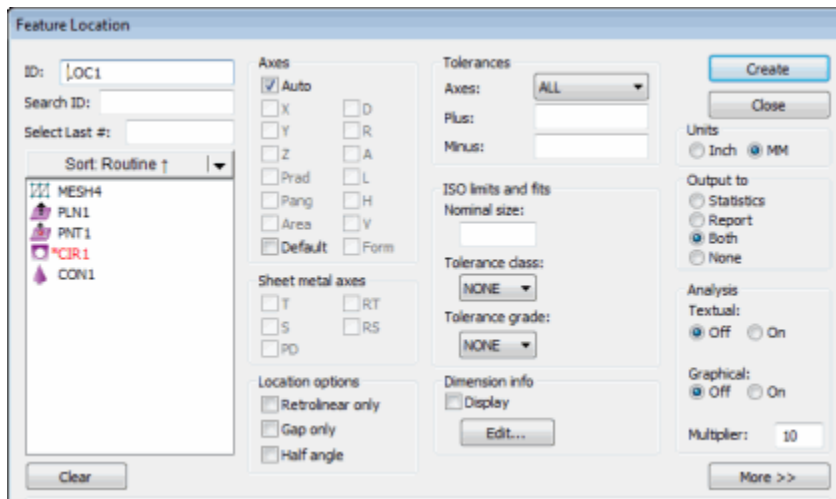 Feature Location
ID: LOC1
Search ID:
Select Last #:
Sort: Routine ↑
MESH4
PLN1
PNT1
*CIR1
CON1
Clear
Axes
Auto
X D
Y R
Z A
Prad L
Pang H
Area V
Default Form
Sheet metal axes
T RT
S RS
PD
Location options
Retrolinear only
Gap only
Half angle
Tolerances
Axes: ALL
Plus:
Minus:
ISO limits and fits
Nominal size:
Tolerance class:
NONE
Tolerance grade:
NONE
Dimension info
Display
Edit...
Create
Close
Units
Inch MM
Output to
Statistics
Report
Both
None
Analysis
Textual:
Off On
Graphical:
Off On
Multiplier: 10
More >>